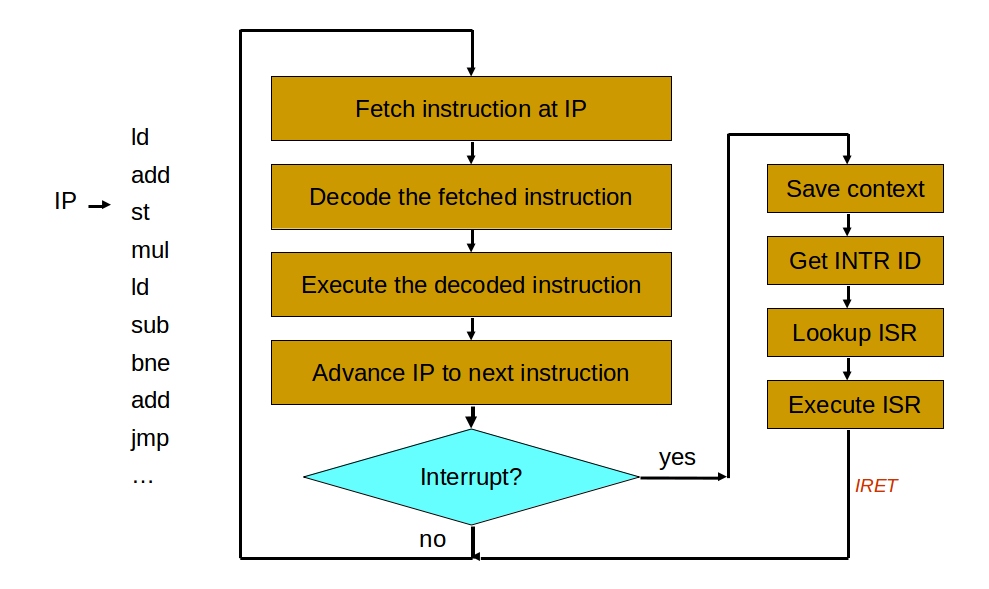 IP
ld
add
st
mul
ld
sub
bne
add
jmp
…
Fetch instruction at IP
Decode the fetched instruction
Execute the decoded instruction
Advance IP to next instruction
Interrupt?
yes
no
Save context
Get INTR ID
Lookup ISR
Execute ISR
IRET